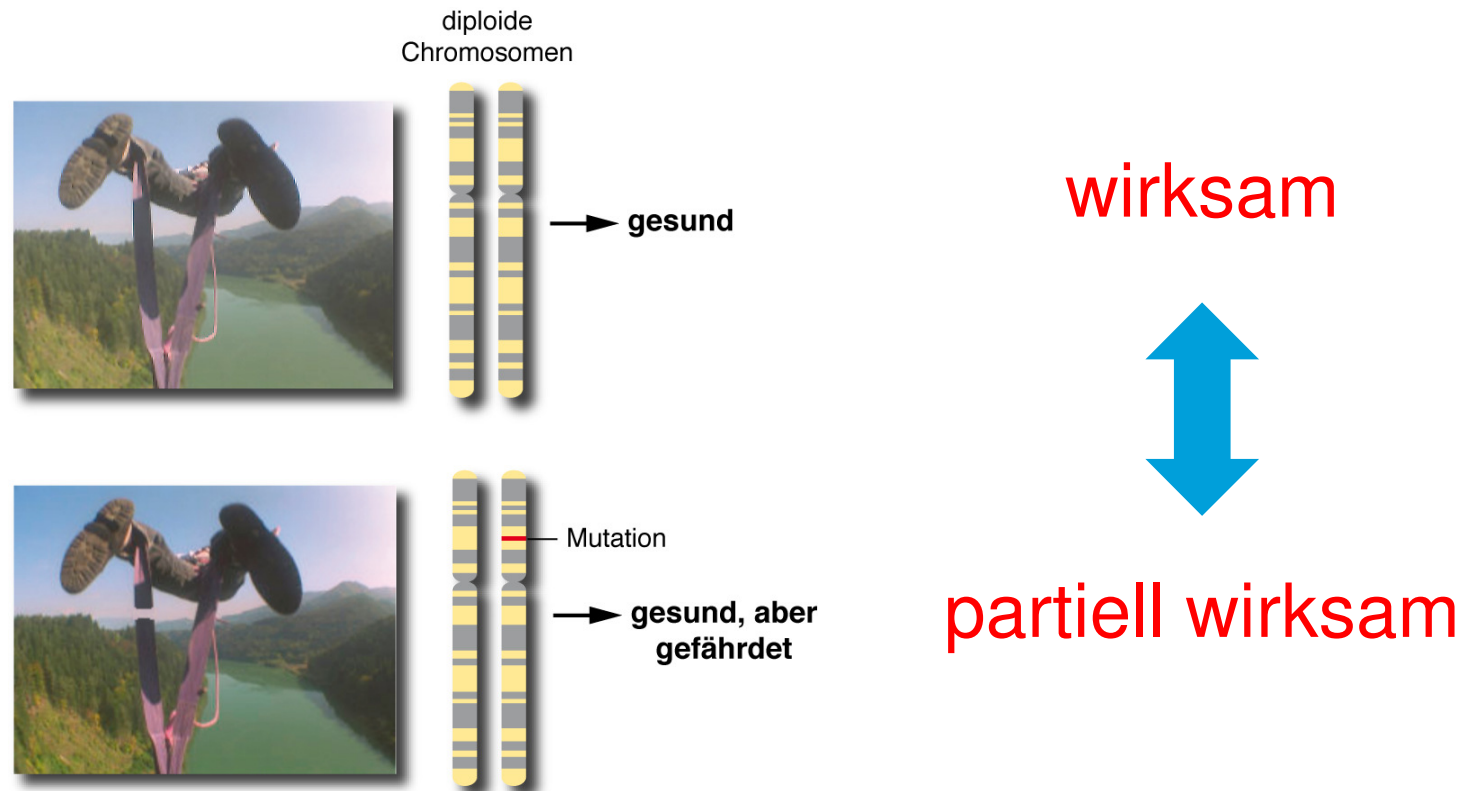 diploide
Chromosomen
gesund
wirksam
Mutation
gesund, aber
gefährdet
partiell wirksam